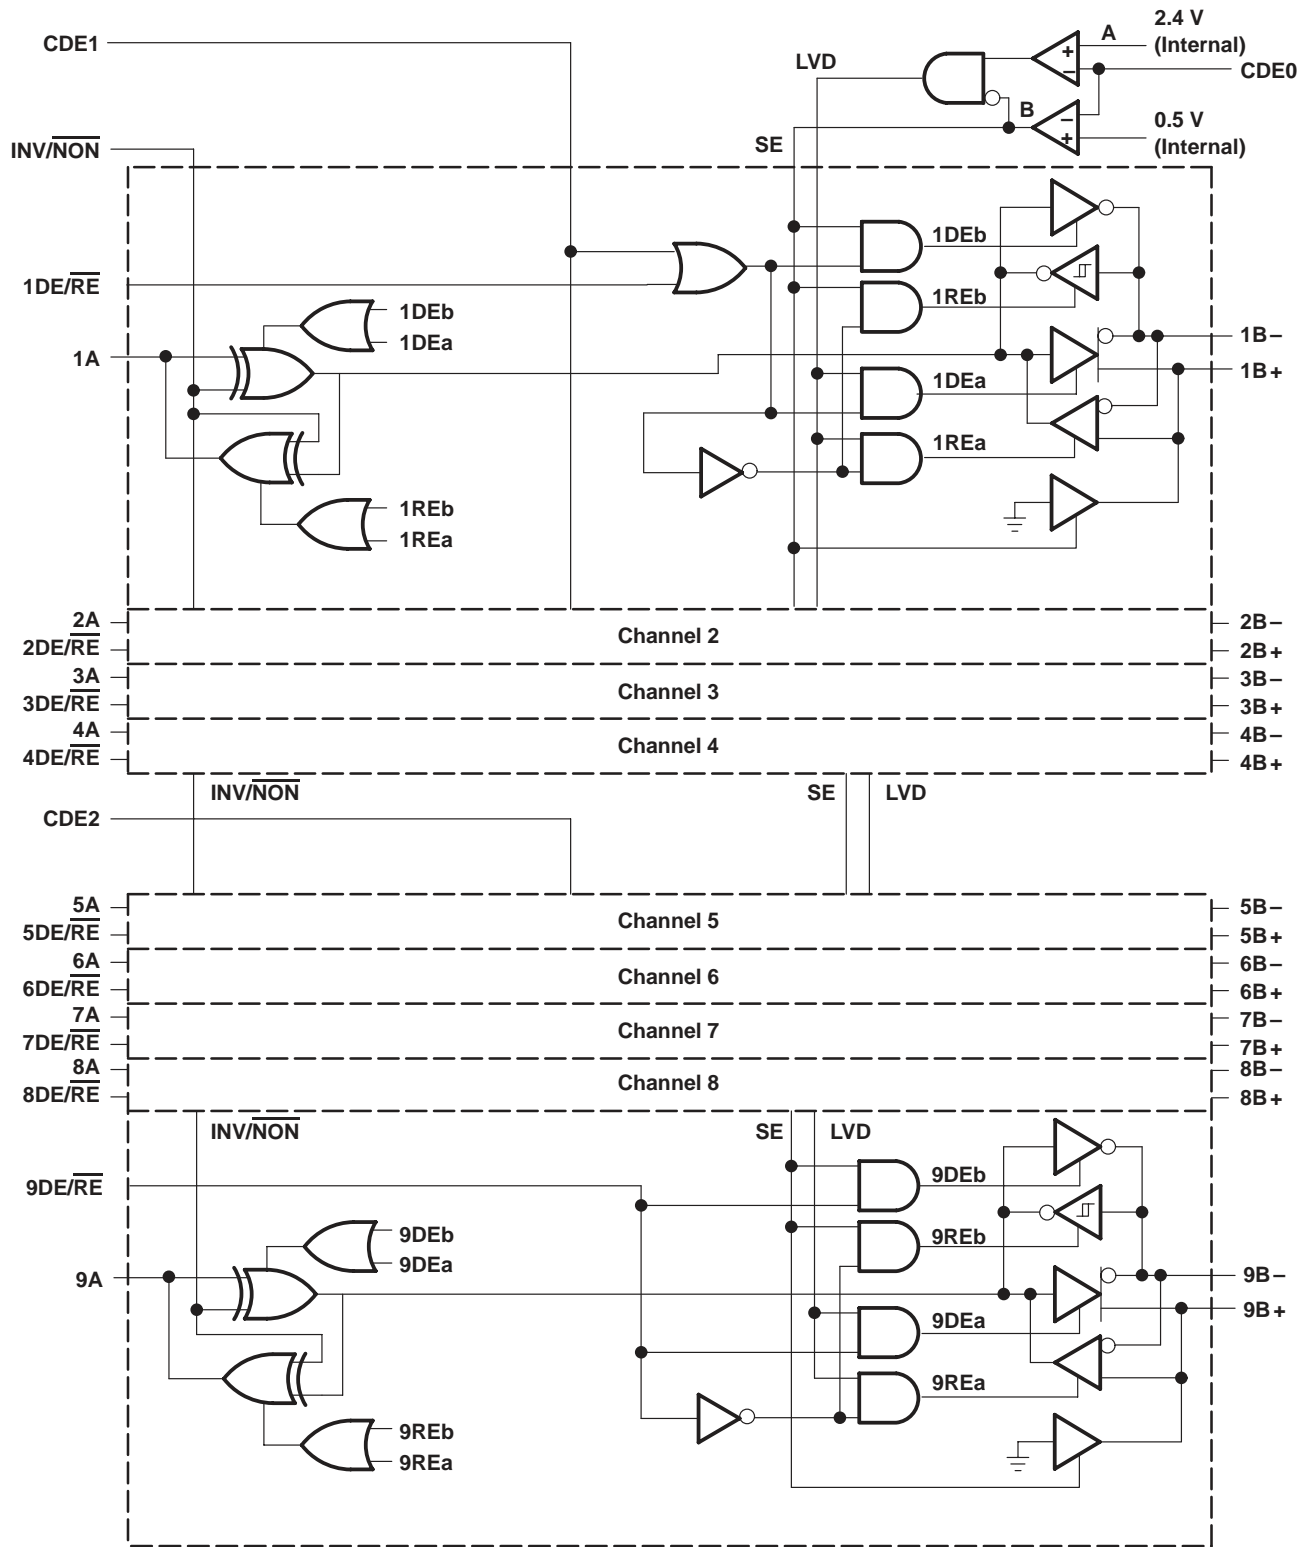 CDE1
LVD
A
2.4 V
(Internal)
+
–
CDE0
B
–
+
0.5 V
(Internal)
SE
INV/NON
1DEb
1DE/RE
1REb
1DEb
1DEa
1A
1B–
1B+
1DEa
1REa
1REb
1REa
2A
2DE/RE
Channel 2
2B–
2B+
3A
3DE/RE
Channel 3
3B–
3B+
4A
4DE/RE
Channel 4
4B–
4B+
INV/NON
SE
LVD
CDE2
5A
5DE/RE
Channel 5
5B–
5B+
6A
6DE/RE
Channel 6
6B–
6B+
7A
7DE/RE
Channel 7
7B–
7B+
8A
8DE/RE
Channel 8
8B–
8B+
INV/NON
SE
LVD
9DE/RE
9DEb
9REb
9DEb
9DEa
9A
9B–
9B+
9DEa
9REa
9REb
9REa